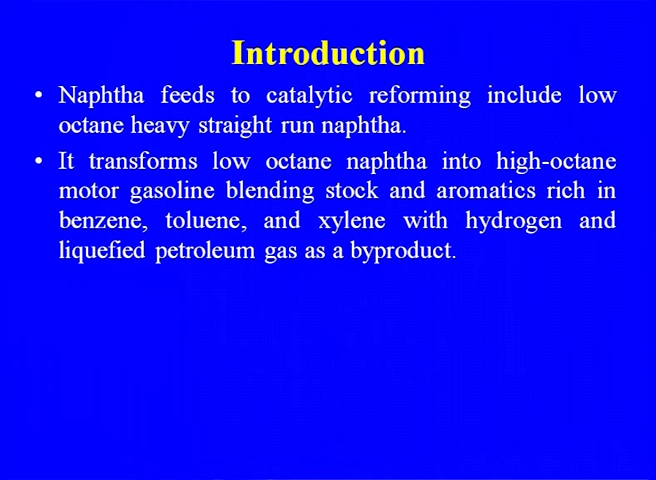 Introduction
• Naphtha feeds to catalytic reforming include low
octane heavy straight run naphtha.
• It transforms low octane naphtha into high-octane
motor gasoline blending stock and aromatics rich in
benzene, toluene, and xylene with hydrogen and
liquefied petroleum gas as a byproduct.